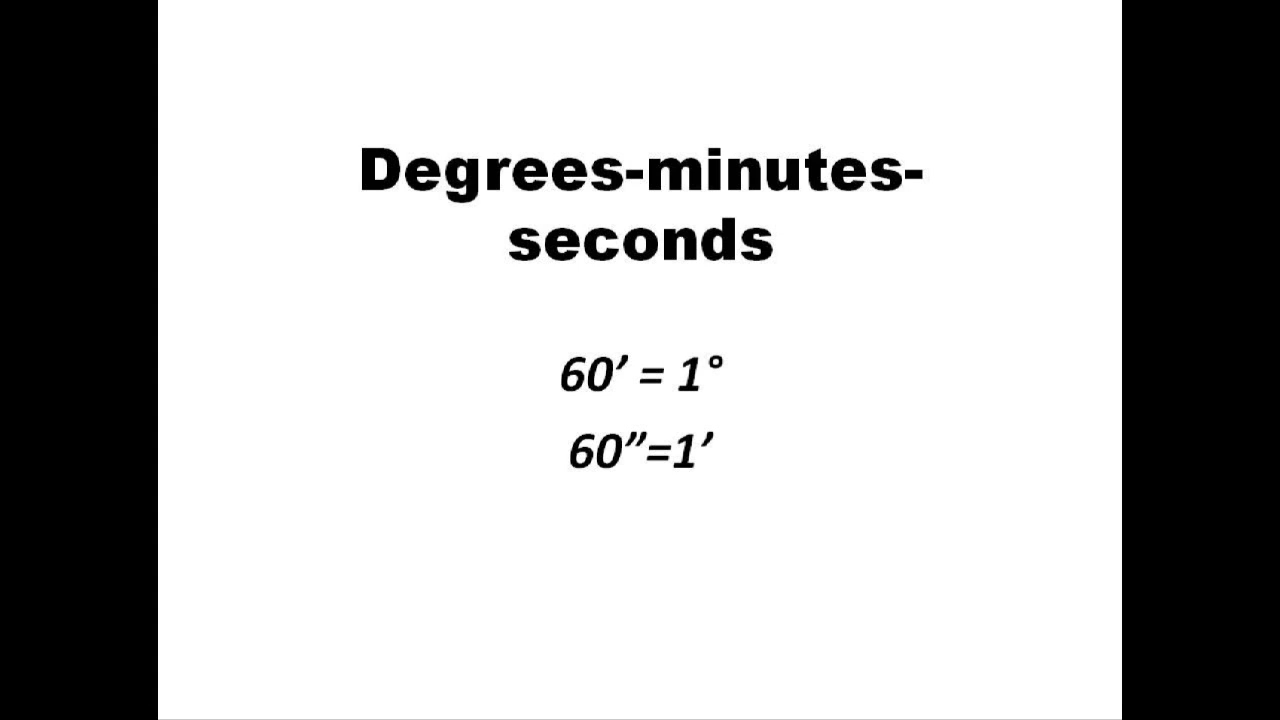 Degrees-minutes-
seconds
60’ = 1°
60”=1’